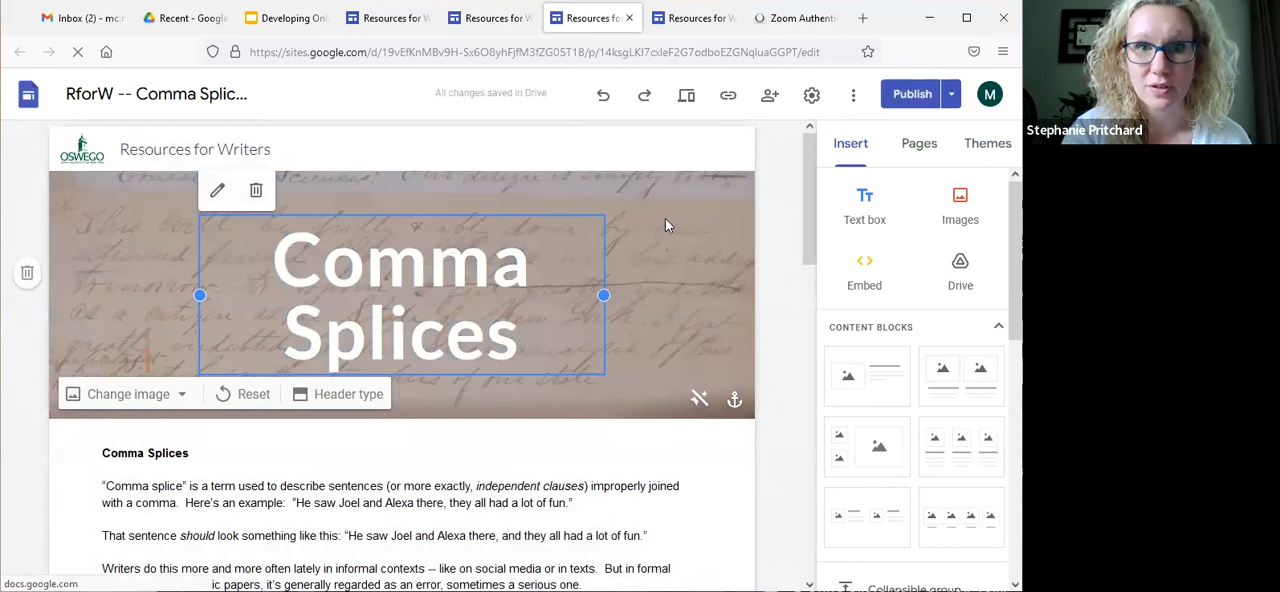 Inbox (6) - mc.r
Recent - Google
Developing Onl
Resources for W
Resources for W
Resources fo
Resources for W
Zoom Authenti
https://sites.google.com/d/19vEfKnMBv9H-Sx6O8yhFjfM3fZG05T1B/p/14ksgLKI7cxleF2G7odboEZGNqluaGGPT/edit
RforW -- Comma Splic...
All changes saved in Drive
Publish
M
Stephanie Pritchard
OSWEGO
Resources for Writers
Insert
Pages
Themes
Comma
Splices
Text box
Images
Embed
Drive
CONTENT BLOCKS
Change image
Reset
Header type
Comma Splices
“Comma splice” is a term used to describe sentences (or more exactly, independent clauses) improperly joined
with a comma. Here’s an example: “He saw Joel and Alexa there, they all had a lot of fun.”
That sentence should look something like this: “He saw Joel and Alexa there, and they all had a lot of fun.”
Writers do this more and more often lately in informal contexts -- like on social media or in texts. But in formal
ic papers, it’s generally regarded as an error, sometimes a serious one.
docs.google.com
Collapsible group